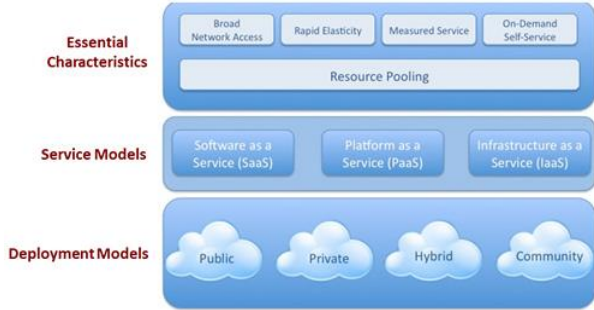 Essential
Characteristics
Broad
Network Access
Rapid Elasticity
Measured Service
On-Demand
Self-Service
Resource Pooling
Service Models
Software as a
Service (SaaS)
Platform as a
Service (PaaS)
Infrastructure as a
Service (IaaS)
Deployment Models
Public
Private
Hybrid
Community